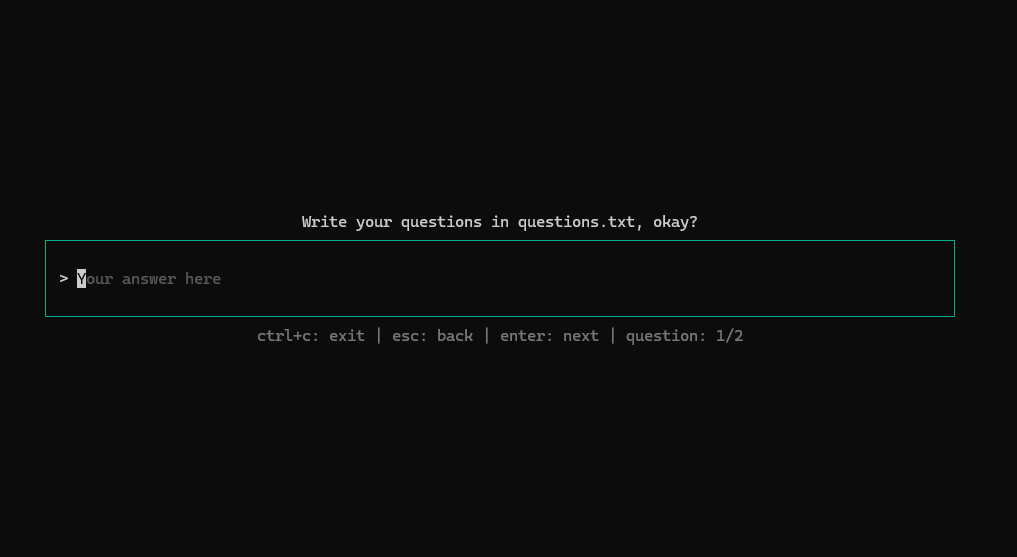 Write your questions in questions.txt, okay?
> Your answer here
ctrl+c: exit | esc: back | enter: next | question: 1/2